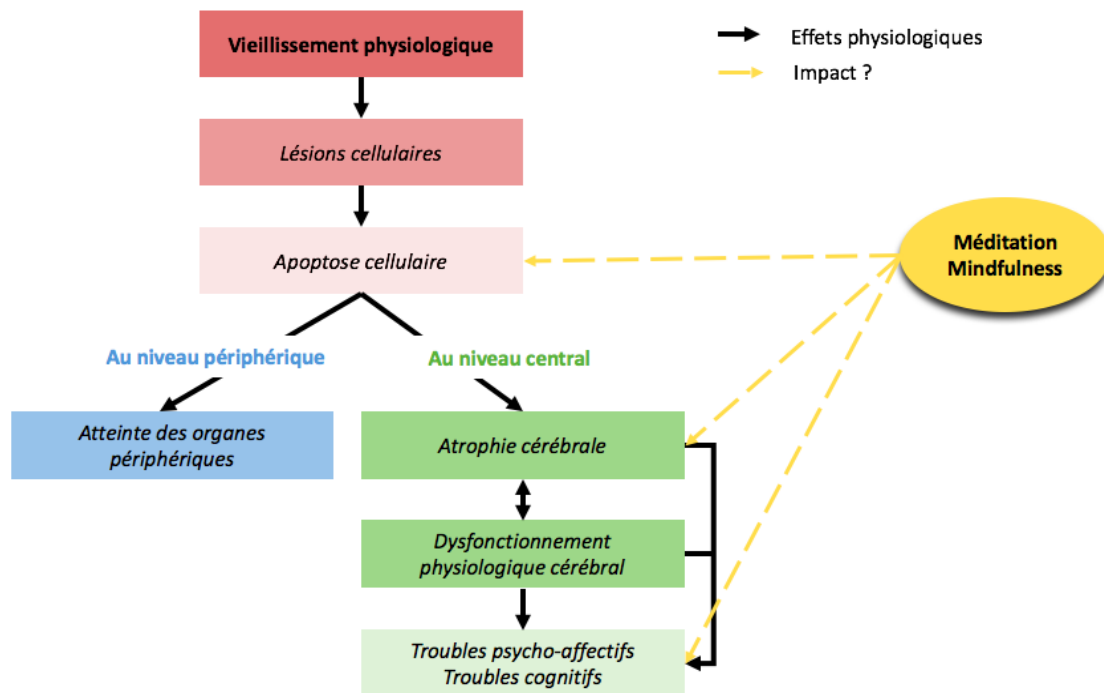 Vieillissement physiologique
Effets physiologiques
Impact ?
Lésions cellulaires
Apoptose cellulaire
Méditation
Mindfulness
Au niveau périphérique
Au niveau central
Atteinte des organes
périphériques
Atrophie cérébrale
Dysfonctionnement
physiologique cérébral
Troubles psycho-affectifs
Troubles cognitifs